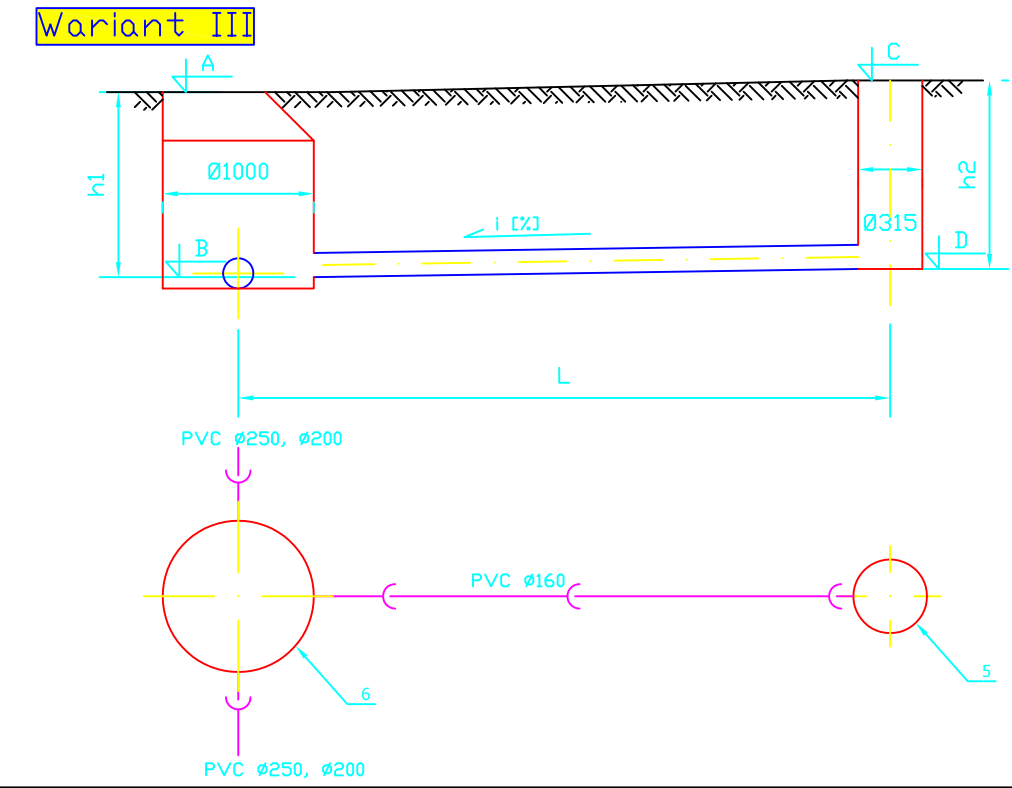 Wariant III
A
C
h1
Ø1000
h2
i [%]
Ø315
B
D
L
PVC Ø250, Ø200
PVC Ø160
6
5
PVC Ø250, Ø200